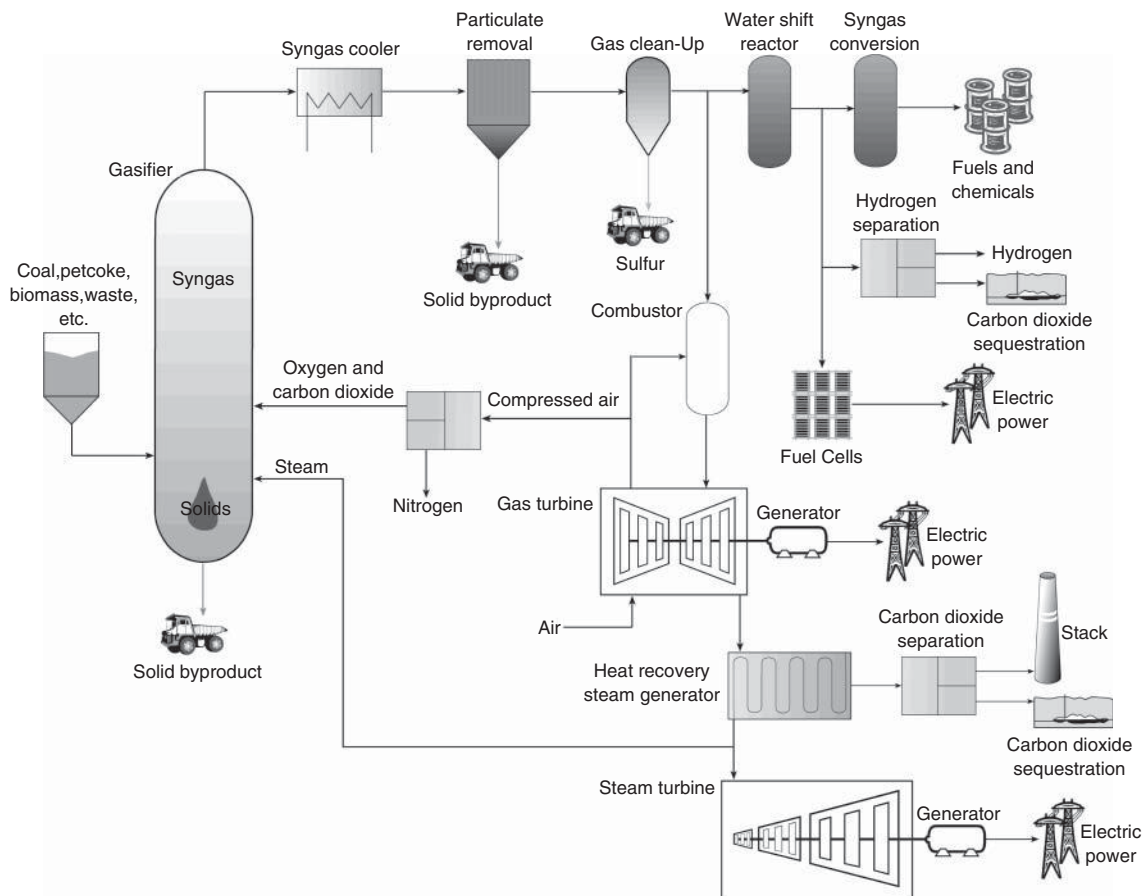 Particulate
removal
Water shift
reactor
Syngas
conversion
Syngas cooler
Gas clean-Up
Gasifier
Fuels and
chemicals
Hydrogen
separation
Hydrogen
Coal,petcoke,
biomass,waste,
etc.
Syngas
Solid byproduct
Sulfur
Carbon dioxide
sequestration
Combustor
Oxygen and
carbon dioxide
Compressed air
Electric
power
Fuel Cells
Steam
Nitrogen
Solids
Gas turbine
Generator
Electric
power
Air
Carbon dioxide
separation
Stack
Solid byproduct
Heat recovery
steam generator
Carbon dioxide
sequestration
Steam turbine
Generator
Electric
power